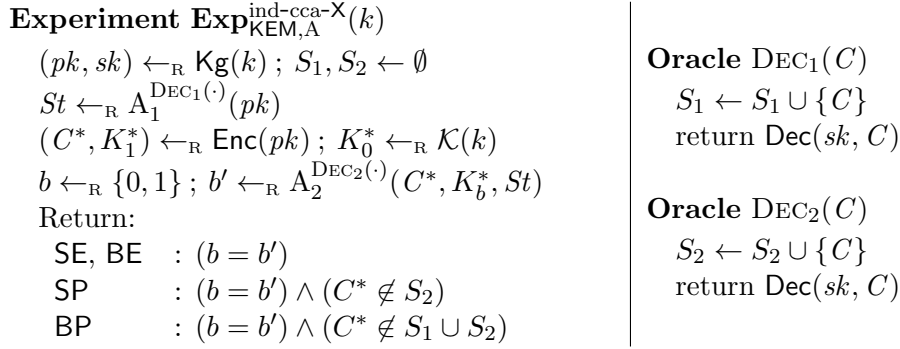 Experiment Exp^{ind-cca-X}_{KEM,A}(k)
(pk, sk) ←_R Kg(k) ; S_1, S_2 ← ∅
St ←_R A_1^{DEC_1(·)}(pk)
(C*, K_1^*) ←_R Enc(pk) ; K_0^* ←_R 𝒦(k)
b ←_R {0, 1} ; b′ ←_R A_2^{DEC_2(·)}(C*, K_b^*, St)
Return:
SE, BE : (b = b′)
SP : (b = b′) ∧ (C* ∉ S_2)
BP : (b = b′) ∧ (C* ∉ S_1 ∪ S_2)
Oracle DEC_1(C)
S_1 ← S_1 ∪ {C}
return Dec(sk, C)
Oracle DEC_2(C)
S_2 ← S_2 ∪ {C}
return Dec(sk, C)